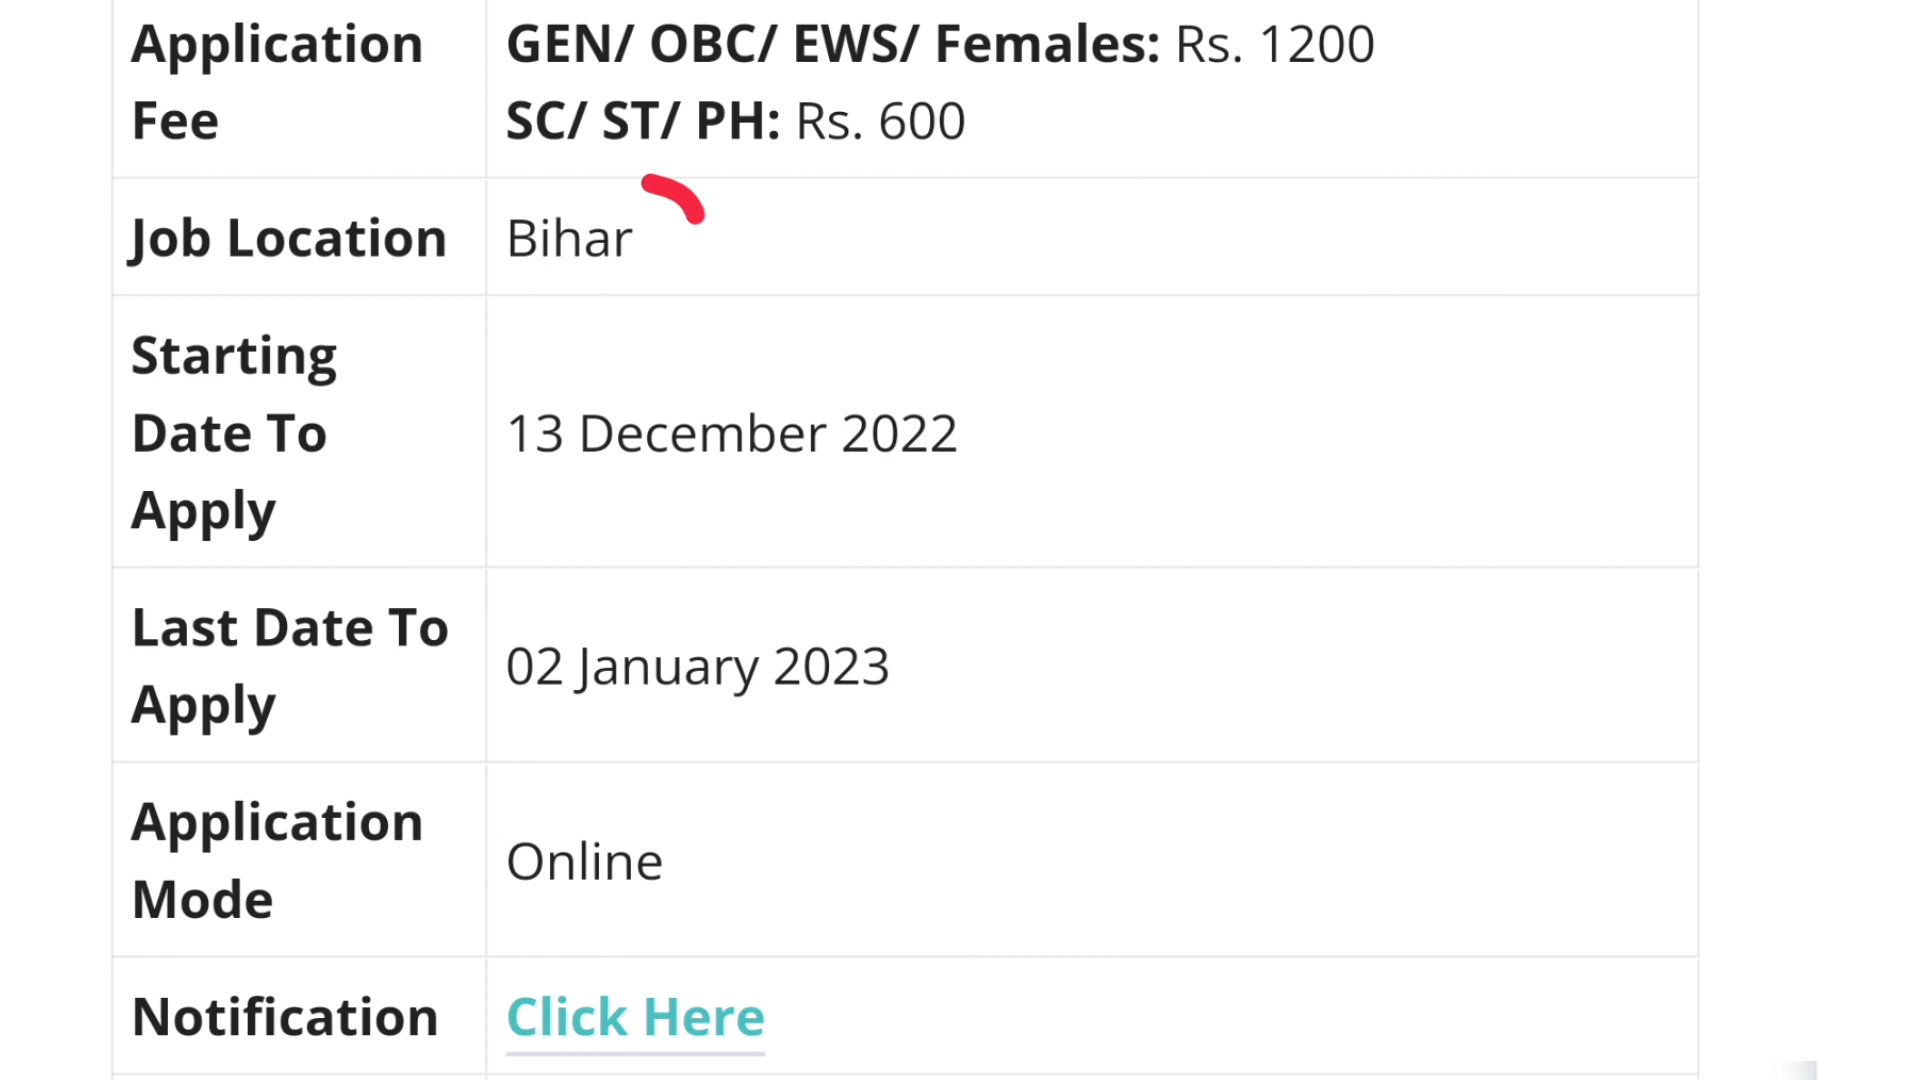 Application
Fee
GEN/ OBC/ EWS/ Females: Rs. 1200
SC/ ST/ PH: Rs. 600
Job Location
Bihar
Starting
Date To
Apply
13 December 2022
Last Date To
Apply
02 January 2023
Application
Mode
Online
Notification
Click Here